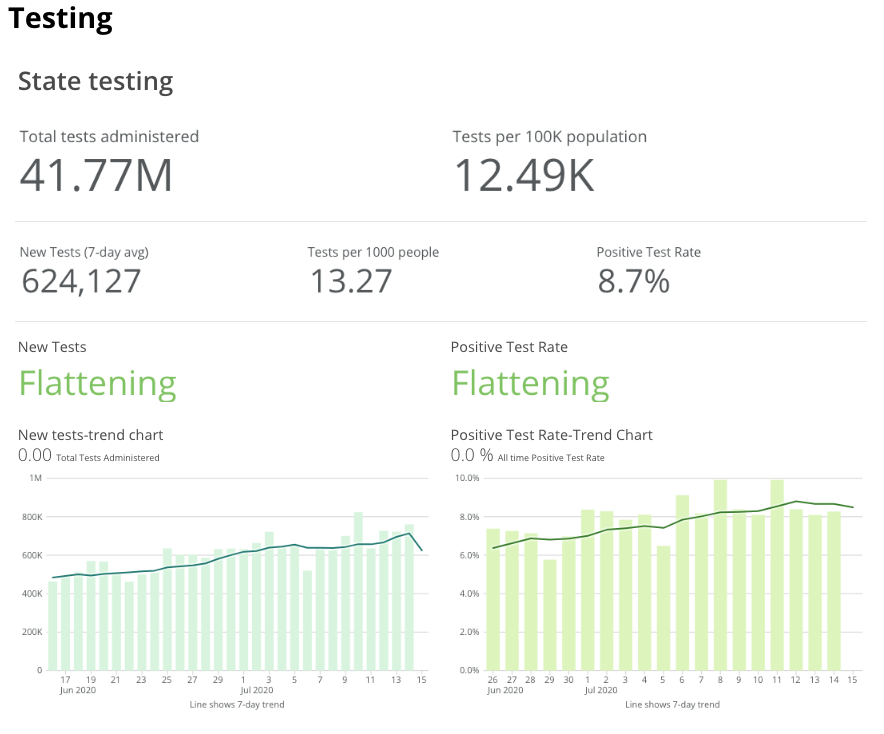 Testing
State testing
Total tests administered
41.77M
Tests per 100K population
12.49K
New Tests (7-day avg)
624,127
Tests per 1000 people
13.27
Positive Test Rate
8.7%
New Tests
Flattening
Positive Test Rate
Flattening
New tests-trend chart
0.00 Total Tests Administered
1M
800K
600K
400K
200K
0
17 19 21 23 25 27 29 1 3 5 7 9 11 13 15
Jun 2020 Jul 2020
Line shows 7-day trend
Positive Test Rate-Trend Chart
0.0 % All time Positive Test Rate
10.0%
8.0%
6.0%
4.0%
2.0%
0.0%
26 27 28 29 30 1 2 3 4 5 6 7 8 9 10 11 12 13 14 15
Jun 2020 Jul 2020
Line shows 7-day trend